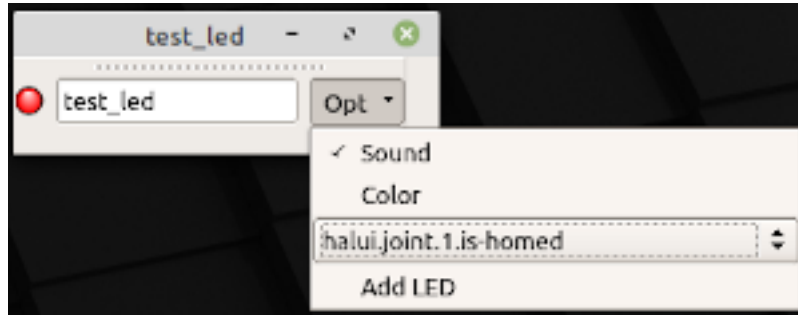 test_led
test_led Opt
Sound
Color
halui.joint.1.is-homed
Add LED